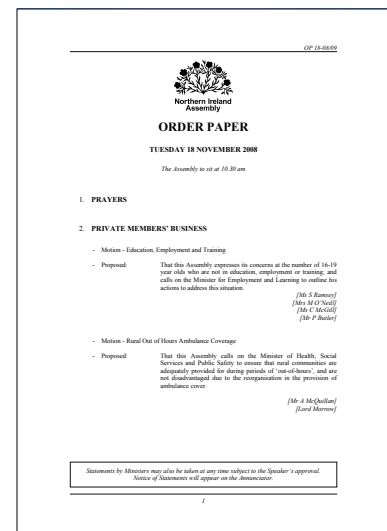 OP 18-08/09
Northern Ireland
Assembly
ORDER PAPER
TUESDAY 18 NOVEMBER 2008
The Assembly to sit at 10.30 am
1. PRAYERS
2. PRIVATE MEMBERS' BUSINESS
- Motion - Education, Employment and Training
- Proposed: That this Assembly expresses its concerns at the number of 16-19
year olds who are not in education, employment or training; and
calls on the Minister for Employment and Learning to outline his
actions to address this situation.
[Ms S Ramsey]
[Mrs M O'Neill]
[Ms C McGill]
[Mr P Butler]
- Motion - Rural Out of Hours Ambulance Coverage
- Proposed: That this Assembly calls on the Minister of Health, Social
Services and Public Safety to ensure that rural communities are
adequately provided for during periods of 'out-of-hours', and are
not disadvantaged due to the reorganisation in the provision of
ambulance cover.
[Mr A McQuillan]
[Lord Morrow]
Statements by Ministers may also be taken at any time subject to the Speaker's approval.
Notice of Statements will appear on the Annunciator.
1